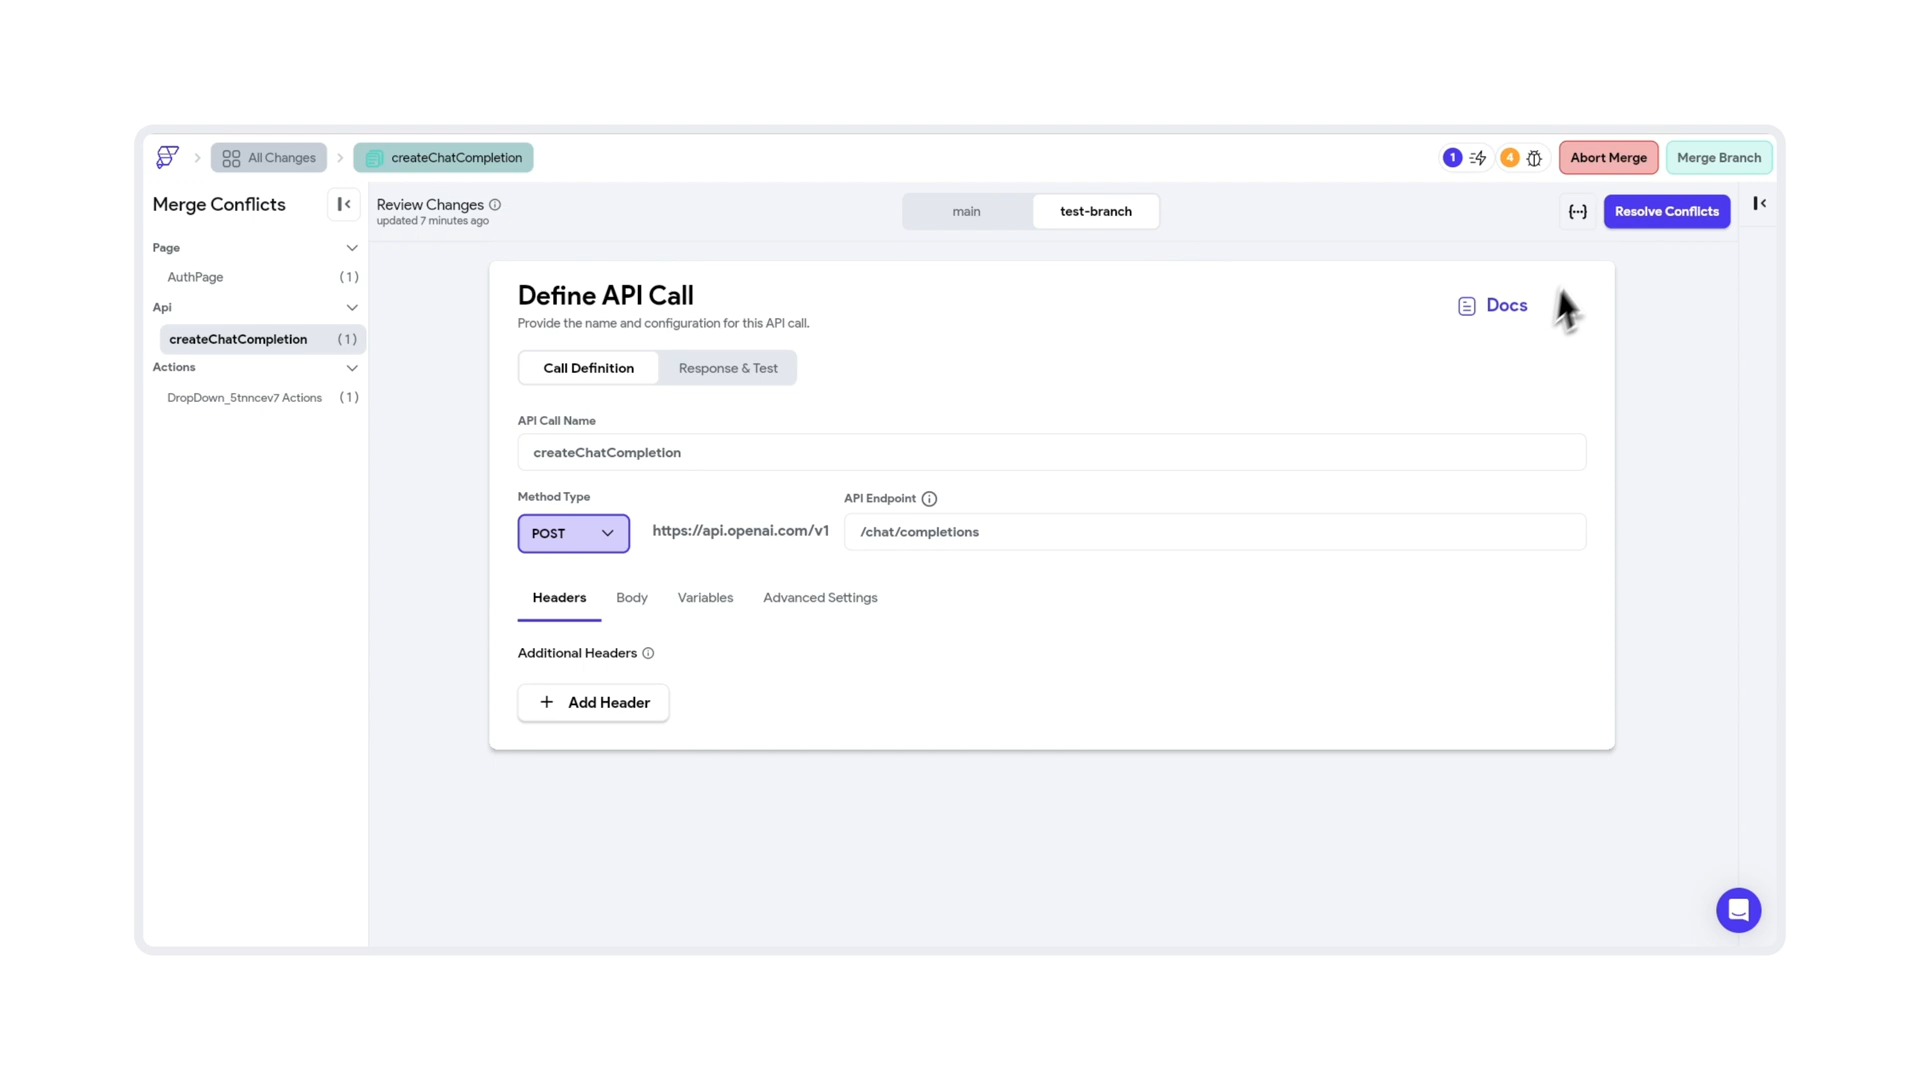 All Changes
createChatCompletion
1
4
Abort Merge
Merge Branch
Merge Conflicts
Page
AuthPage (1)
Api
createChatCompletion (1)
Actions
DropDown_5tnncev7 Actions (1)
Review Changes
updated 7 minutes ago
main
test-branch
Resolve Conflicts
Define API Call
Provide the name and configuration for this API call.
Docs
Call Definition
Response & Test
API Call Name
createChatCompletion
Method Type
API Endpoint
POST
https://api.openai.com/v1
/chat/completions
Headers
Body
Variables
Advanced Settings
Additional Headers
+ Add Header